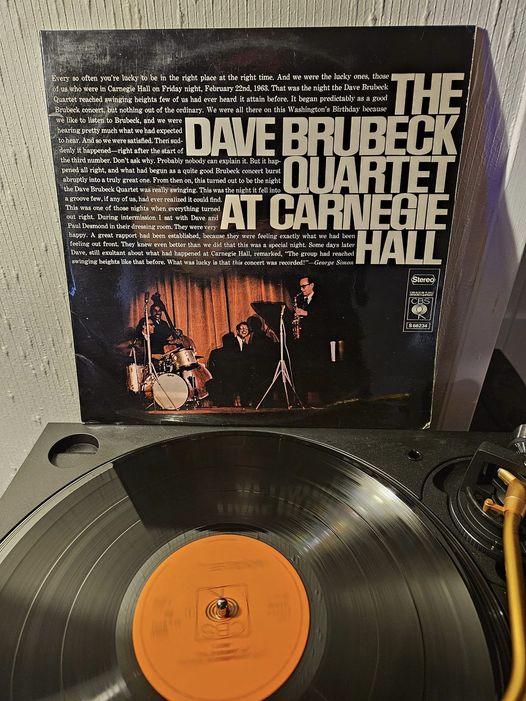 Every so often you're lucky to be in the right place at the right time. And we were the lucky ones, those
of us who were in Carnegie Hall on Friday night, February 22nd, 1963. That was the night the Dave Brubeck
Quartet reached swinging heights few of us had ever heard it attain before. It began predictably as a good
Brubeck concert, but nothing out of the ordinary. We were all there on this Washington's Birthday because
we like to listen to Brubeck, and we were
hearing pretty much what we had expected
to hear. And so we were satisfied. Then sud-
denly it happened—right after the start of
the third number. Don't ask why. Probably nobody can explain it. But it hap-
pened all right, and what had begun as a quite good Brubeck concert burst
abruptly into a truly great one. From then on, this turned out to be the night
the Dave Brubeck Quartet was really swinging. This was the night it fell into
a groove few, if any of us, had ever realized it could find.
This was one of those nights when everything turned
out right. During intermission I sat with Dave and
Paul Desmond in their dressing room. They were very
happy. A great rapport had been established, because they were feeling exactly what we had been
feeling out front. They knew even better than we did that this was a special night. Some days later
Dave, still exultant about what had happened at Carnegie Hall, remarked, "The group had reached
swinging heights like that before. What was lucky is that this concert was recorded!"—George Simon
THE
DAVE BRUBECK
QUARTET
AT CARNEGIE
HALL
Stereo
CBS
S 66234
CBS